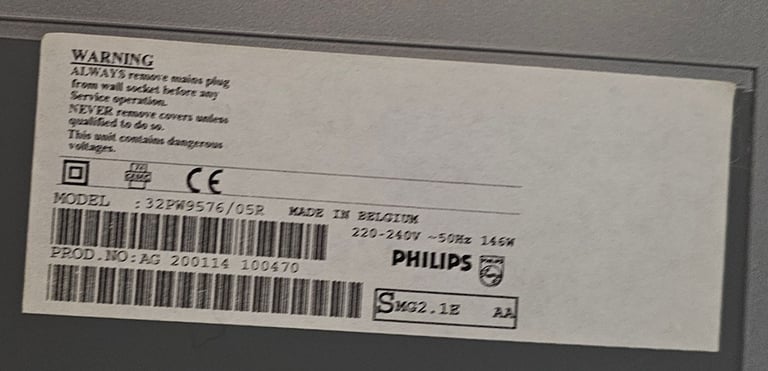 WARNING
ALWAYS remove mains plug
from wall socket before any
Service operation.
NEVER remove covers unless
qualified to do so.
This unit contains dangerous
voltages.
CE
MODEL :32PW9576/05R MADE IN BELGIUM
220-240V ~50Hz 146W
PROD.NO:AG 200114 100470
PHILIPS
SMG2.1E AA